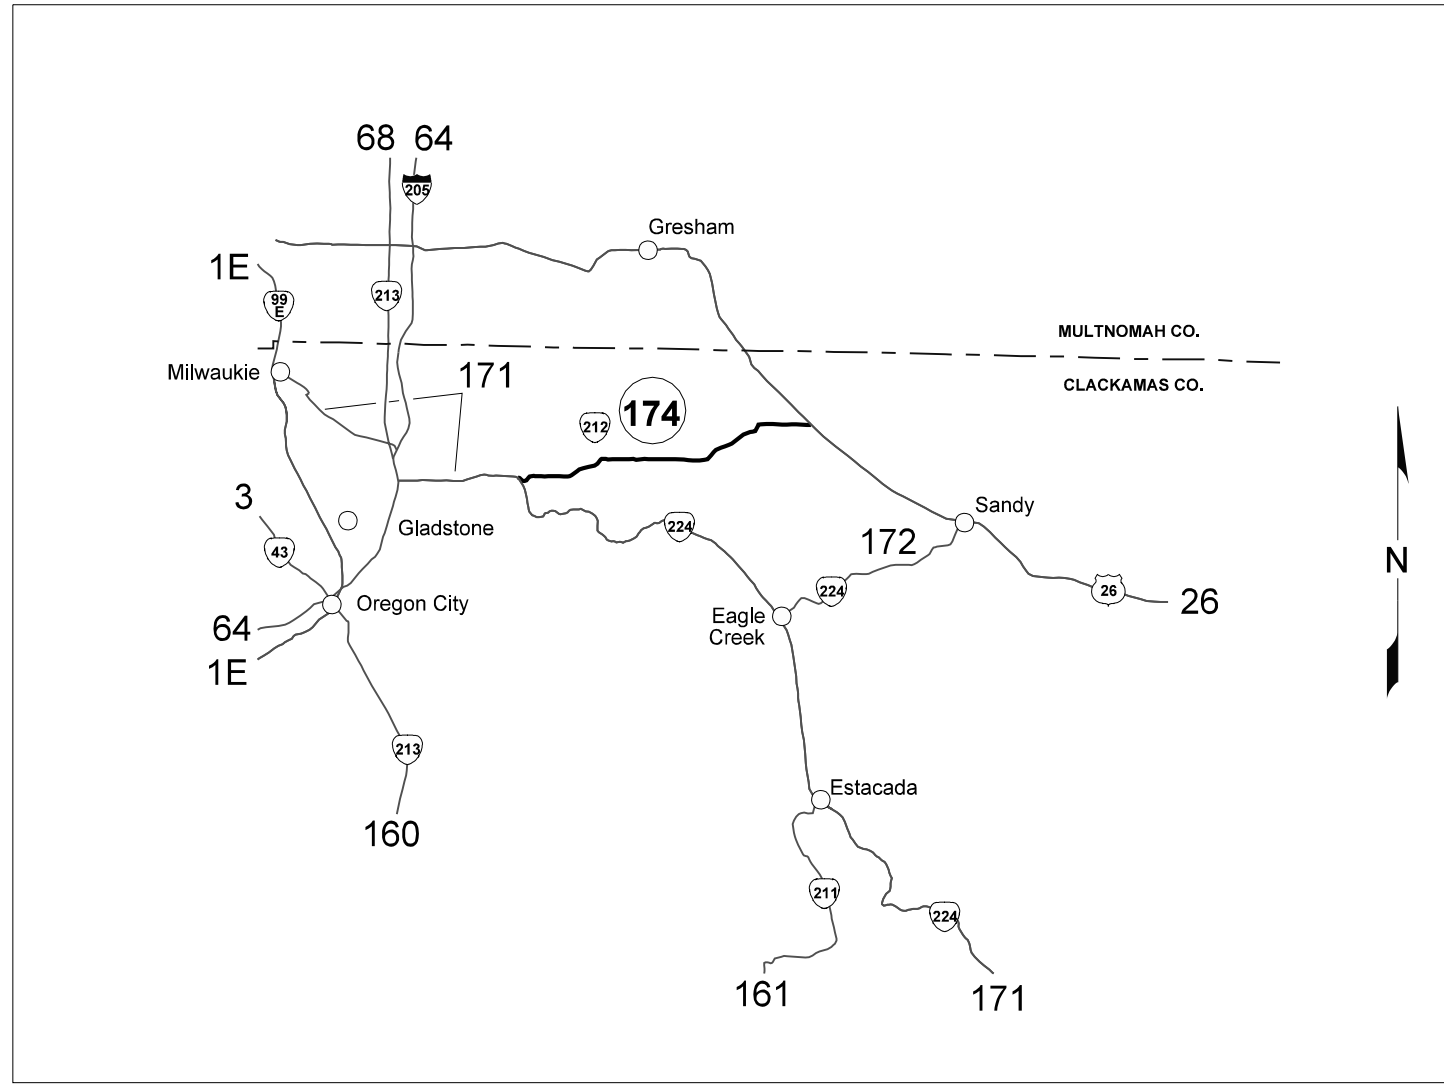 68 64
205
Gresham
1E
213
99
E
MULTNOMAH CO.
Milwaukie
171
CLACKAMAS CO.
174
212
3
Sandy
Gladstone
224
172
43
N
224
26
26
Oregon City
Eagle
Creek
64
1E
213
Estacada
160
211
224
161
171